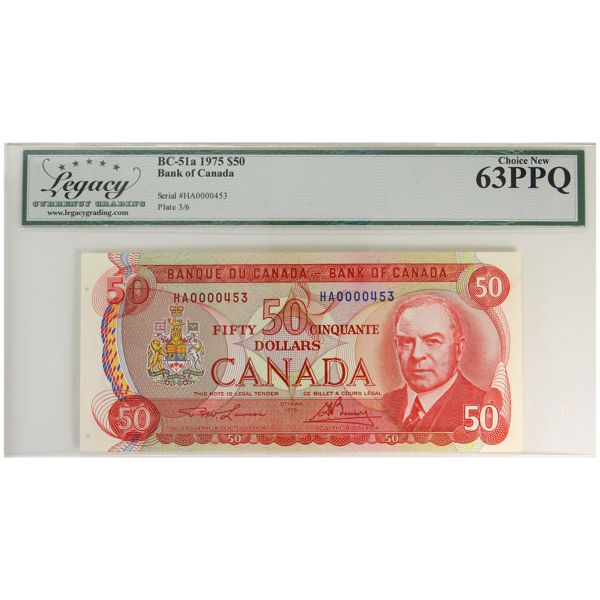 Legacy
CURRENCY GRADING
www.legacygrading.com
BC-51a 1975 $50
Bank of Canada
Serial #HA0000453
Plate 3/6
Choice New
63PPQ
BANQUE DU CANADA – BANK OF CANADA
50
50
HA0000453
HA0000453
FIFTY 50 CINQUANTE
DOLLARS
CANADA
THIS NOTE IS LEGAL TENDER
CE BILLET A COURS LÉGAL
OTTAWA
1975
50
50
50
50